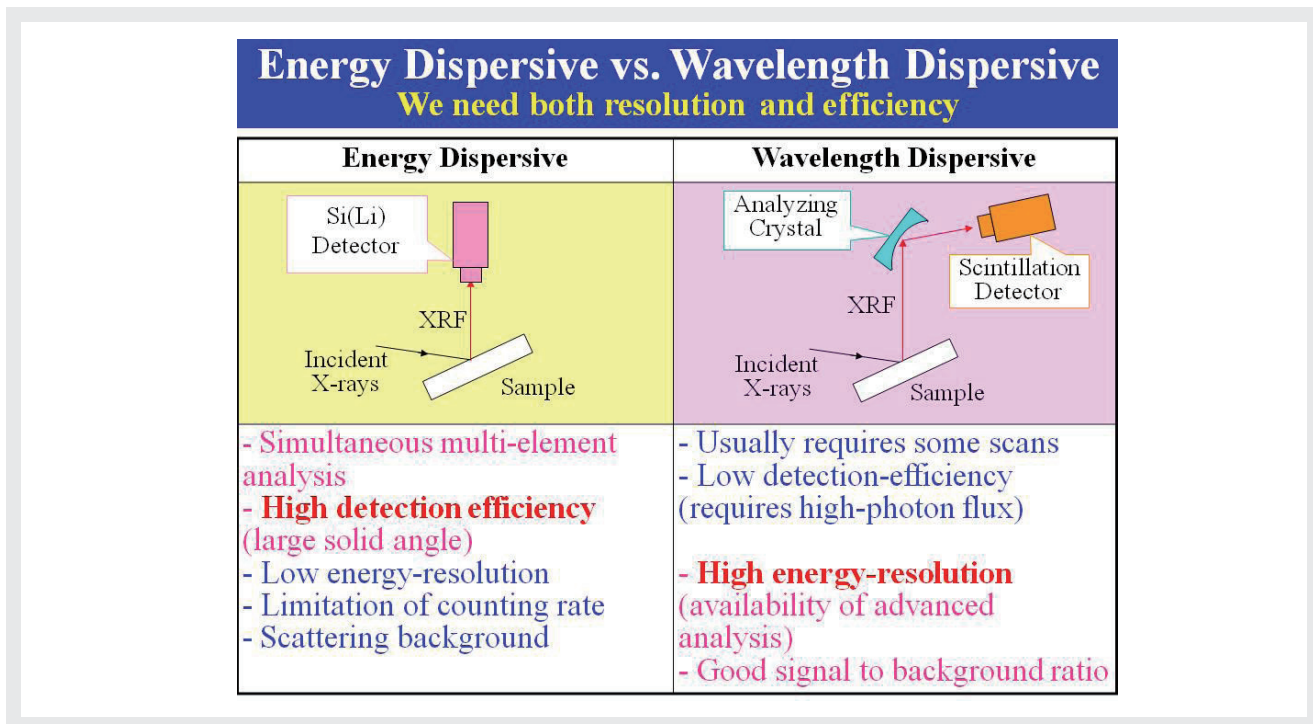 Energy Dispersive vs. Wavelength Dispersive
We need both resolution and efficiency
Energy Dispersive
Si(Li)
Detector
XRF
Incident
X-rays
Sample
- Simultaneous multi-element
analysis
- High detection efficiency
(large solid angle)
- Low energy-resolution
- Limitation of counting rate
- Scattering background
Wavelength Dispersive
Analyzing
Crystal
Scintillation
Detector
XRF
Incident
X-rays
Sample
- Usually requires some scans
- Low detection-efficiency
(requires high-photon flux)
- High energy-resolution
(availability of advanced
analysis)
- Good signal to background ratio